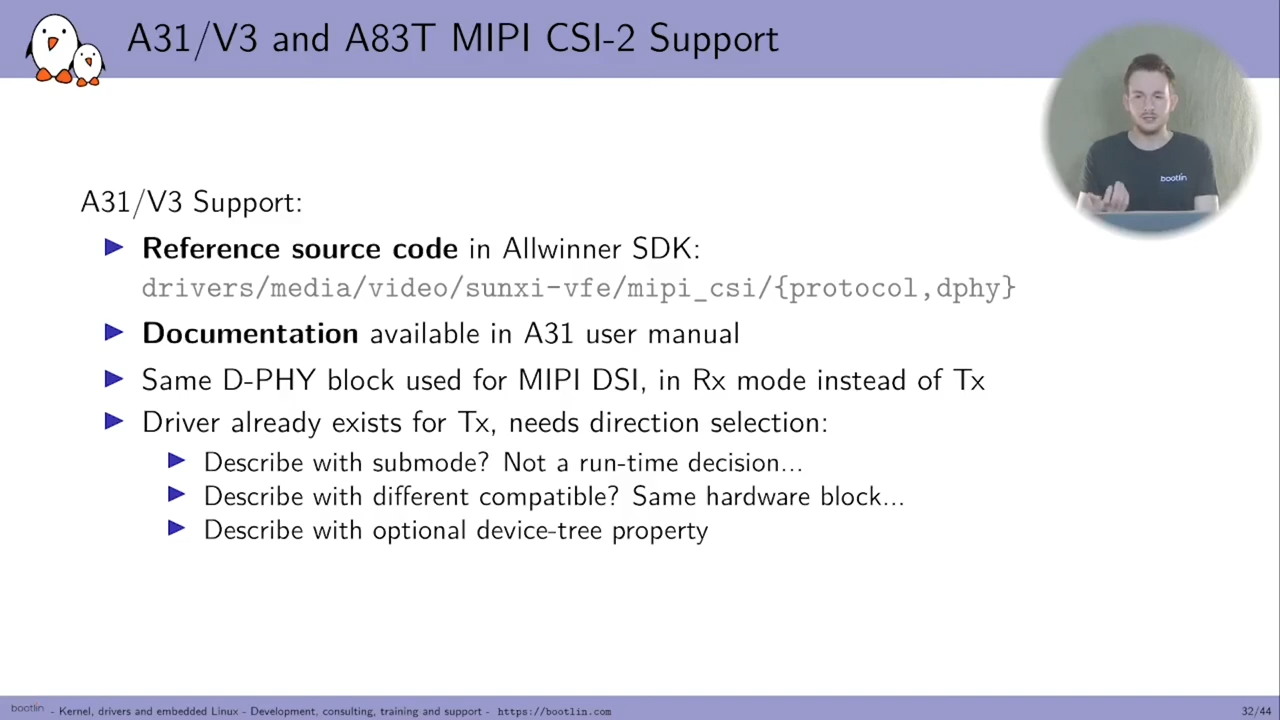 A31/V3 and A83T MIPI CSI-2 Support
bootlin
A31/V3 Support:
▶ Reference source code in Allwinner SDK:
drivers/media/video/sunxi-vfe/mipi_csi/{protocol,dphy}
▶ Documentation available in A31 user manual
▶ Same D-PHY block used for MIPI DSI, in Rx mode instead of Tx
▶ Driver already exists for Tx, needs direction selection:
▶ Describe with submode? Not a run-time decision...
▶ Describe with different compatible? Same hardware block...
▶ Describe with optional device-tree property
bootlin - Kernel, drivers and embedded Linux - Development, consulting, training and support - https://bootlin.com
32/44